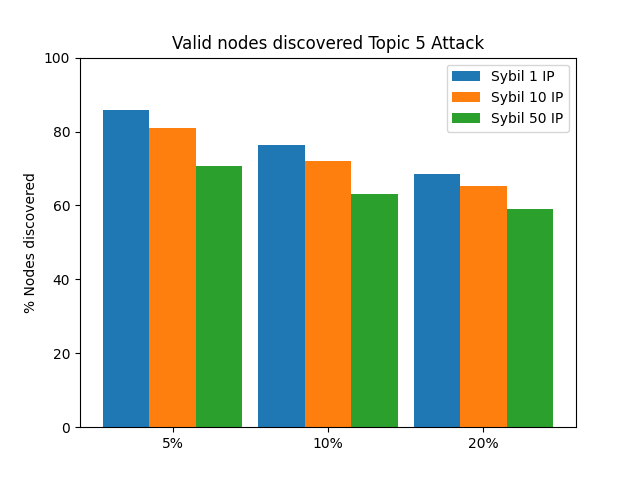 Valid nodes discovered Topic 5 Attack
Sybil 1 IP
Sybil 10 IP
Sybil 50 IP
% Nodes discovered
100
80
60
40
20
0
5%
10%
20%